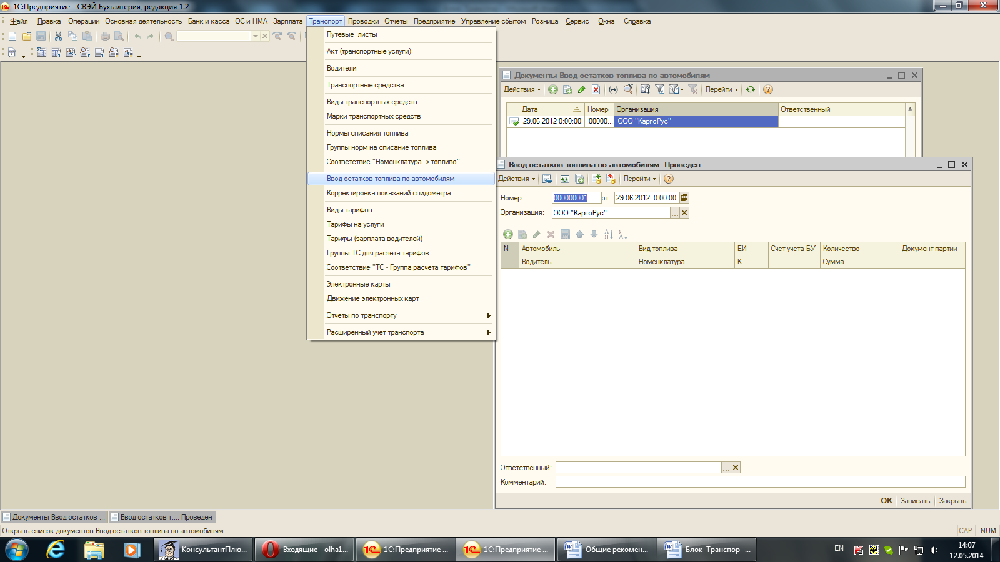 1С:Предприятие - СВЭЙ Бухгалтерия, редакция 1.2
Файл Правка Операции Основная деятельность Банк и касса ОС и НМА Зарплата Транспорт Проводки Отчеты Предприятие Управление сбытом Розница Сервис Окна Справка
Путевые листы
Акт (транспортные услуги)
Водители
Транспортные средства
Виды транспортных средств
Марки транспортных средств
Нормы списания топлива
Группы норм на списание топлива
Соответствие "Номенклатура -> топливо"
Ввод остатков топлива по автомобилям
Корректировка показаний спидометра
Виды тарифов
Тарифы на услуги
Тарифы (зарплата водителей)
Группы ТС для расчета тарифов
Соответствие "ТС - Группа расчета тарифов"
Электронные карты
Движение электронных карт
Отчеты по транспорту
Расширенный учет транспорта
Документы Ввод остатков топлива по автомобилям
Действия Перейти
Дата Номер Организация Ответственный
29.06.2012 0:00:00 00000... ООО "КаргоРус"
Ввод остатков топлива по автомобилям: Проведен
Действия Перейти
Номер: 000000001 от 29.06.2012 0:00:00
Организация: ООО "КаргоРус" ...
N Автомобиль Вид топлива ЕИ Счет учета БУ Количество Документ партии
Водитель Номенклатура К. Сумма
Ответственный: ...
Комментарий:
OK Записать Закрыть
Документы Ввод остатков ... Ввод остатков т...: Проведен
Открыть список документов Ввод остатков топлива по автомобилям
CAP NUM
КонсультантПлю... Входящие - olha1... 1С:Предприятие ... 1С:Предприятие ... Общие рекомен... Блок Транспор -...
EN
14:07
12.05.2014